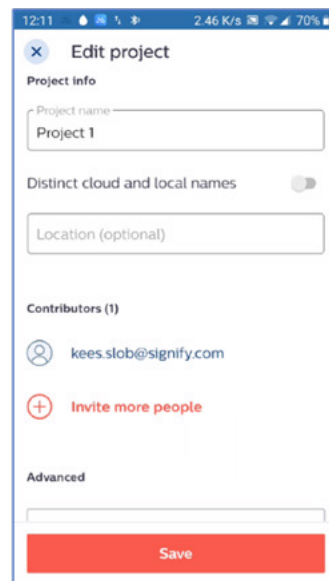 12:11 2.46 K/s 70%
Edit project
Project info
Project name
Project 1
Distinct cloud and local names
Location (optional)
Contributors (1)
kees.slob@signify.com
Invite more people
Advanced
Save